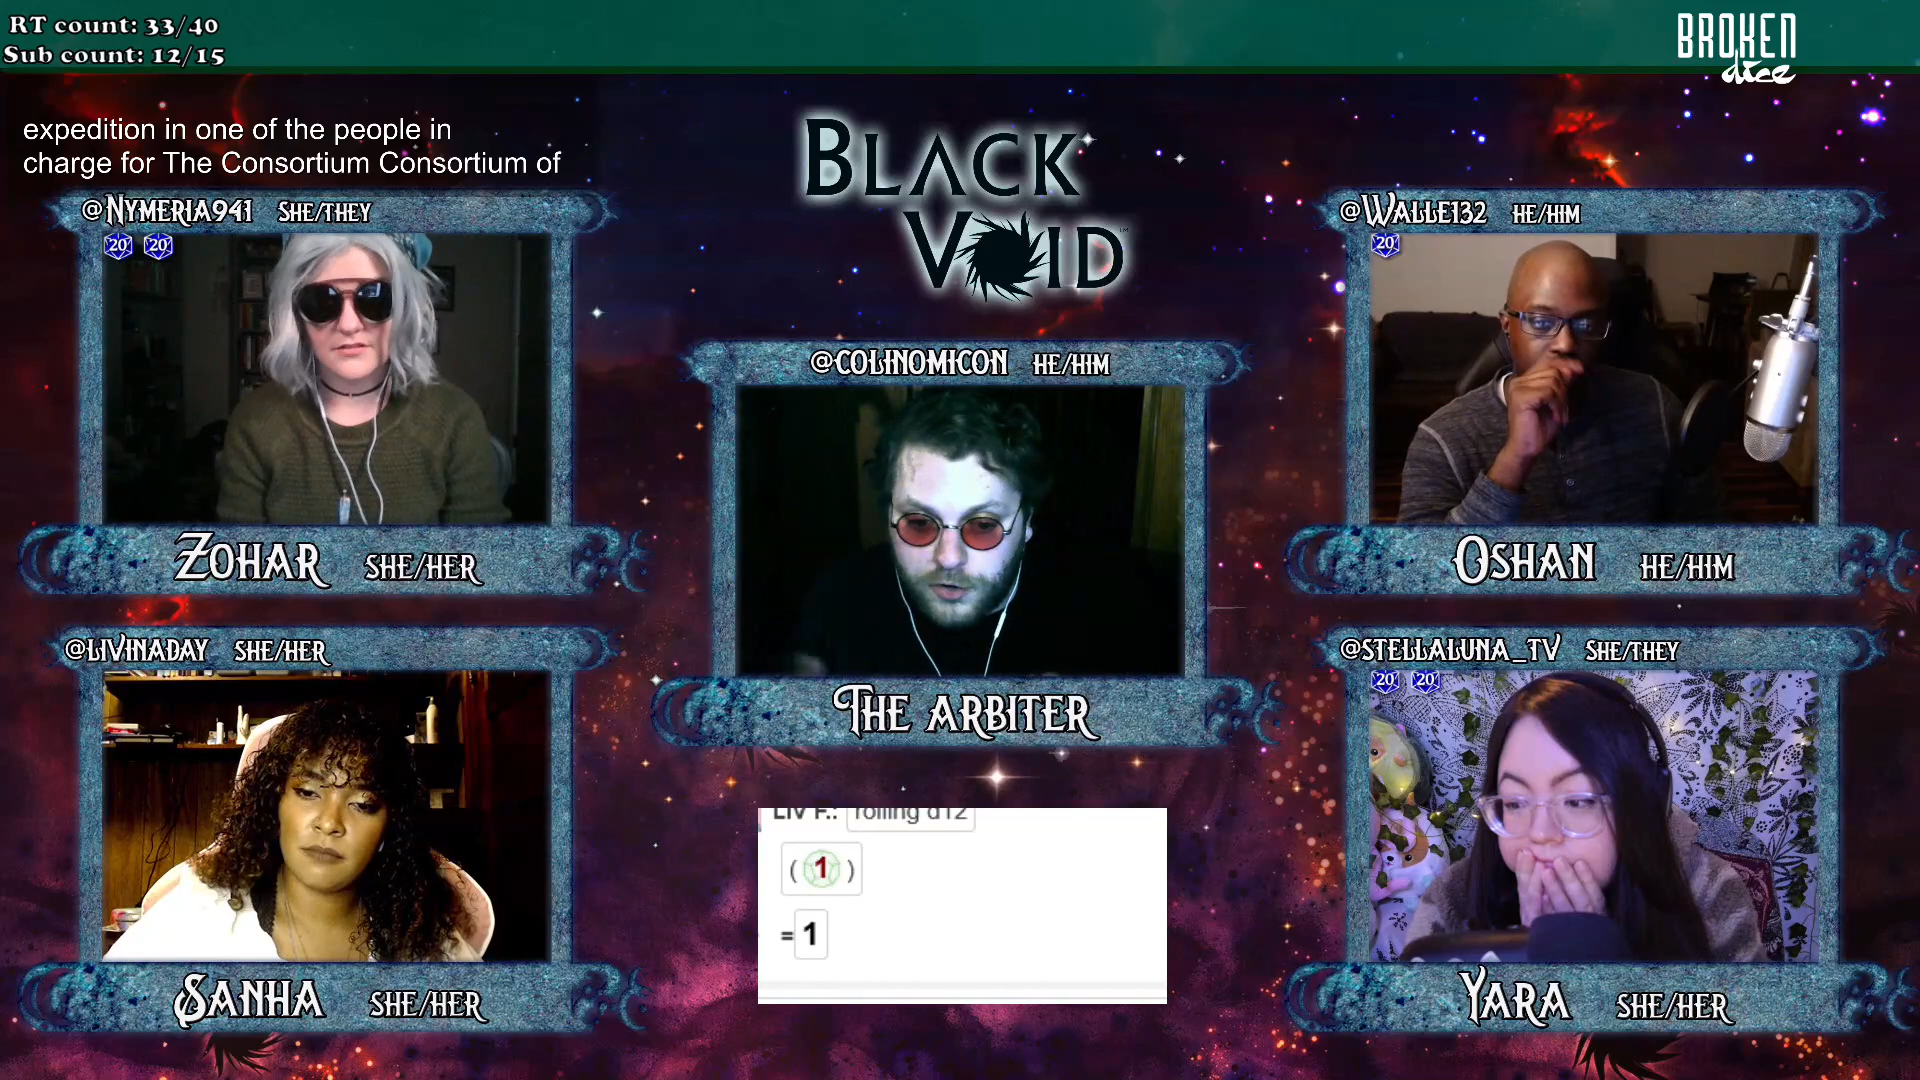 RT count: 33/40
Sub count: 12/15
BROKEN
dice
expedition in one of the people in
charge for The Consortium Consortium of
BLACK
VOID
@NYMERIA941 SHE/THEY
20 20
@WALLE132 HE/HIM
20
@COLINOMICON HE/HIM
ZOHAR SHE/HER
OSHAN HE/HIM
@LIVINADAY SHE/HER
@STELLALUNA_TV SHE/THEY
20 20
THE ARBITER
LIV F.: rolling d12
( 1 )
= 1
SANHA SHE/HER
YARA SHE/HER